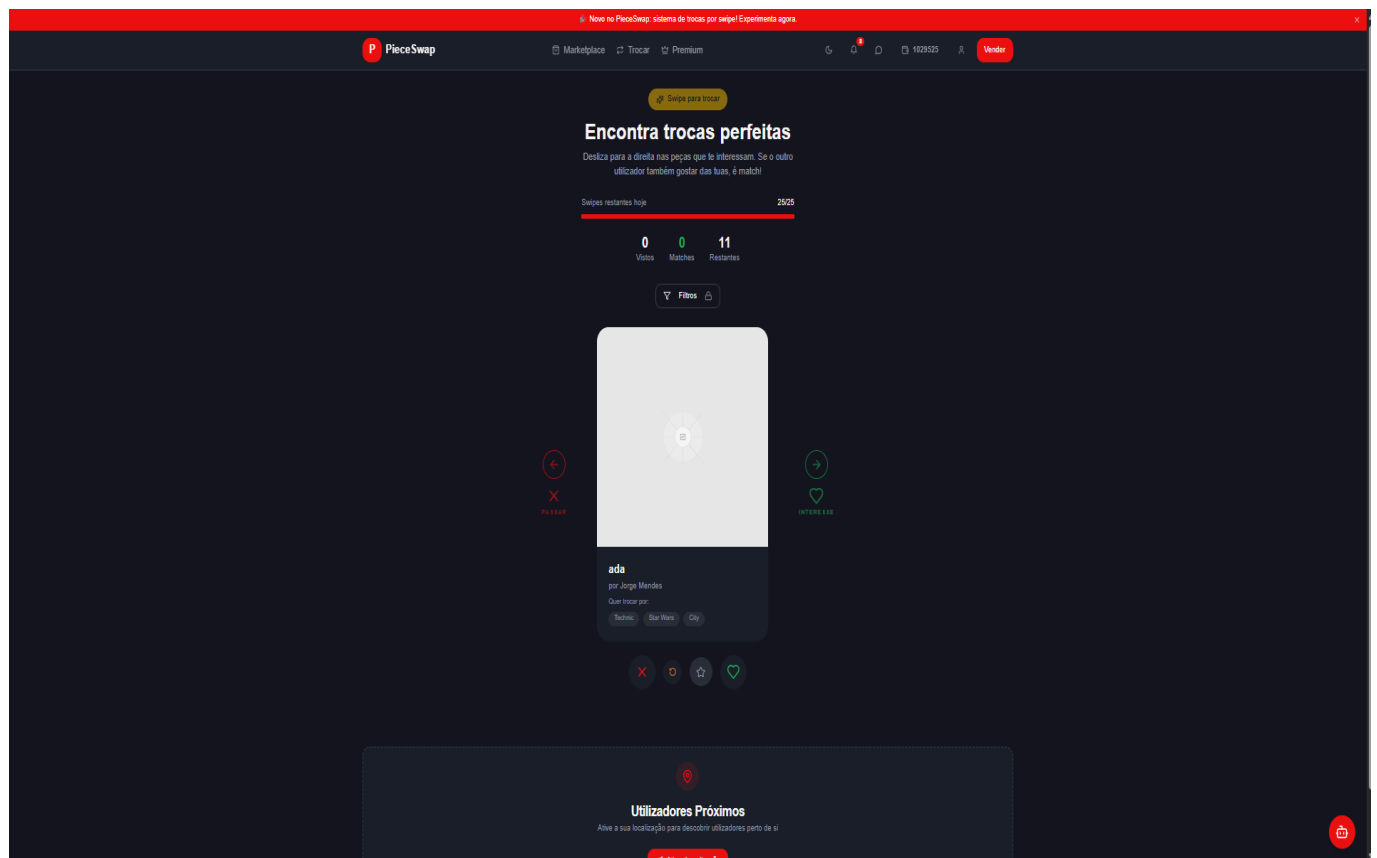 Novo no PieceSwap: sistema de trocas por swipe! Experimenta agora.
P PieceSwap
Marketplace Trocar Premium
8
1029525
Vender
Swipe para trocar
Encontra trocas perfeitas
Desliza para a direita nas peças que te interessam. Se o outro
utilizador também gostar das tuas, é match!
Swipes restantes hoje 25/25
0 0 11
Vistos Matches Restantes
Filtros
PASSAR
INTERESSE
ada
por Jorge Mendes
Quer trocar por:
Technic Star Wars City
Utilizadores Próximos
Ative a sua localização para descobrir utilizadores perto de si